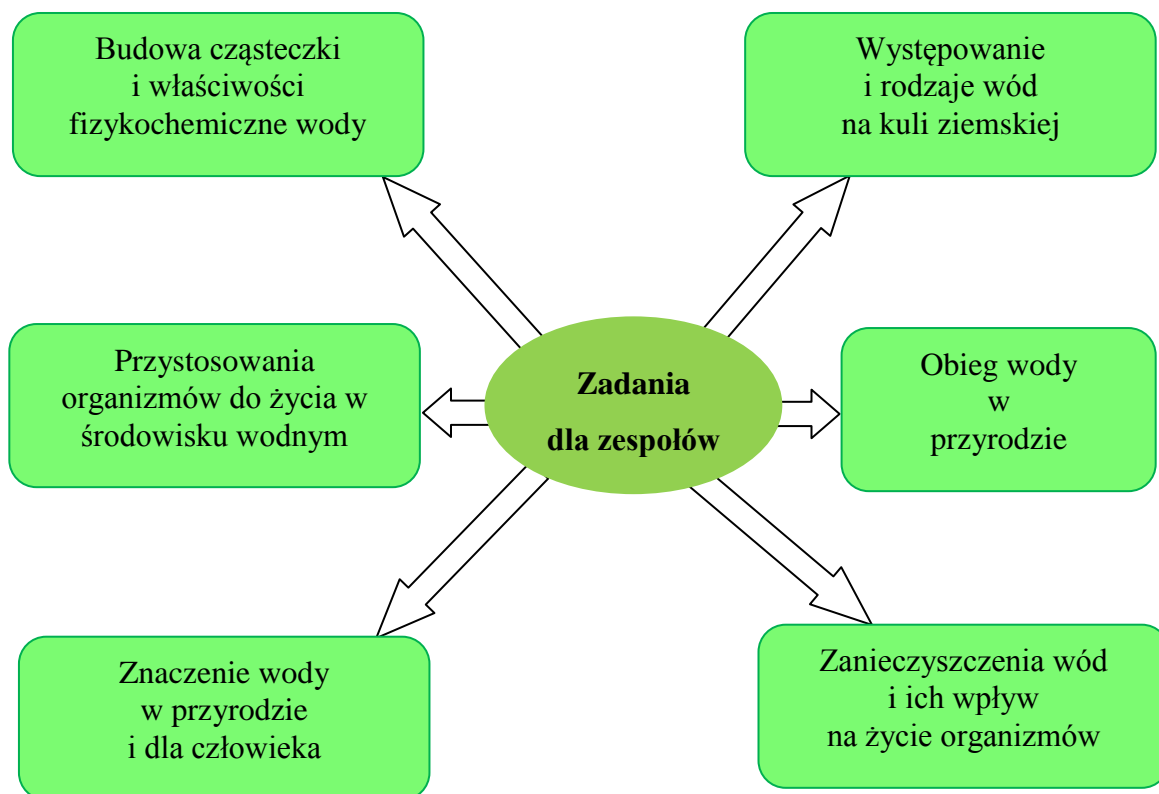 Budowa cząsteczki
i właściwości
fizykochemiczne wody
Występowanie
i rodzaje wód
na kuli ziemskiej
Przystosowania
organizmów do życia w
środowisku wodnym
Zadania
dla zespołów
Obieg wody
w
przyrodzie
Znaczenie wody
w przyrodzie
i dla człowieka
Zanieczyszczenia wód
i ich wpływ
na życie organizmów